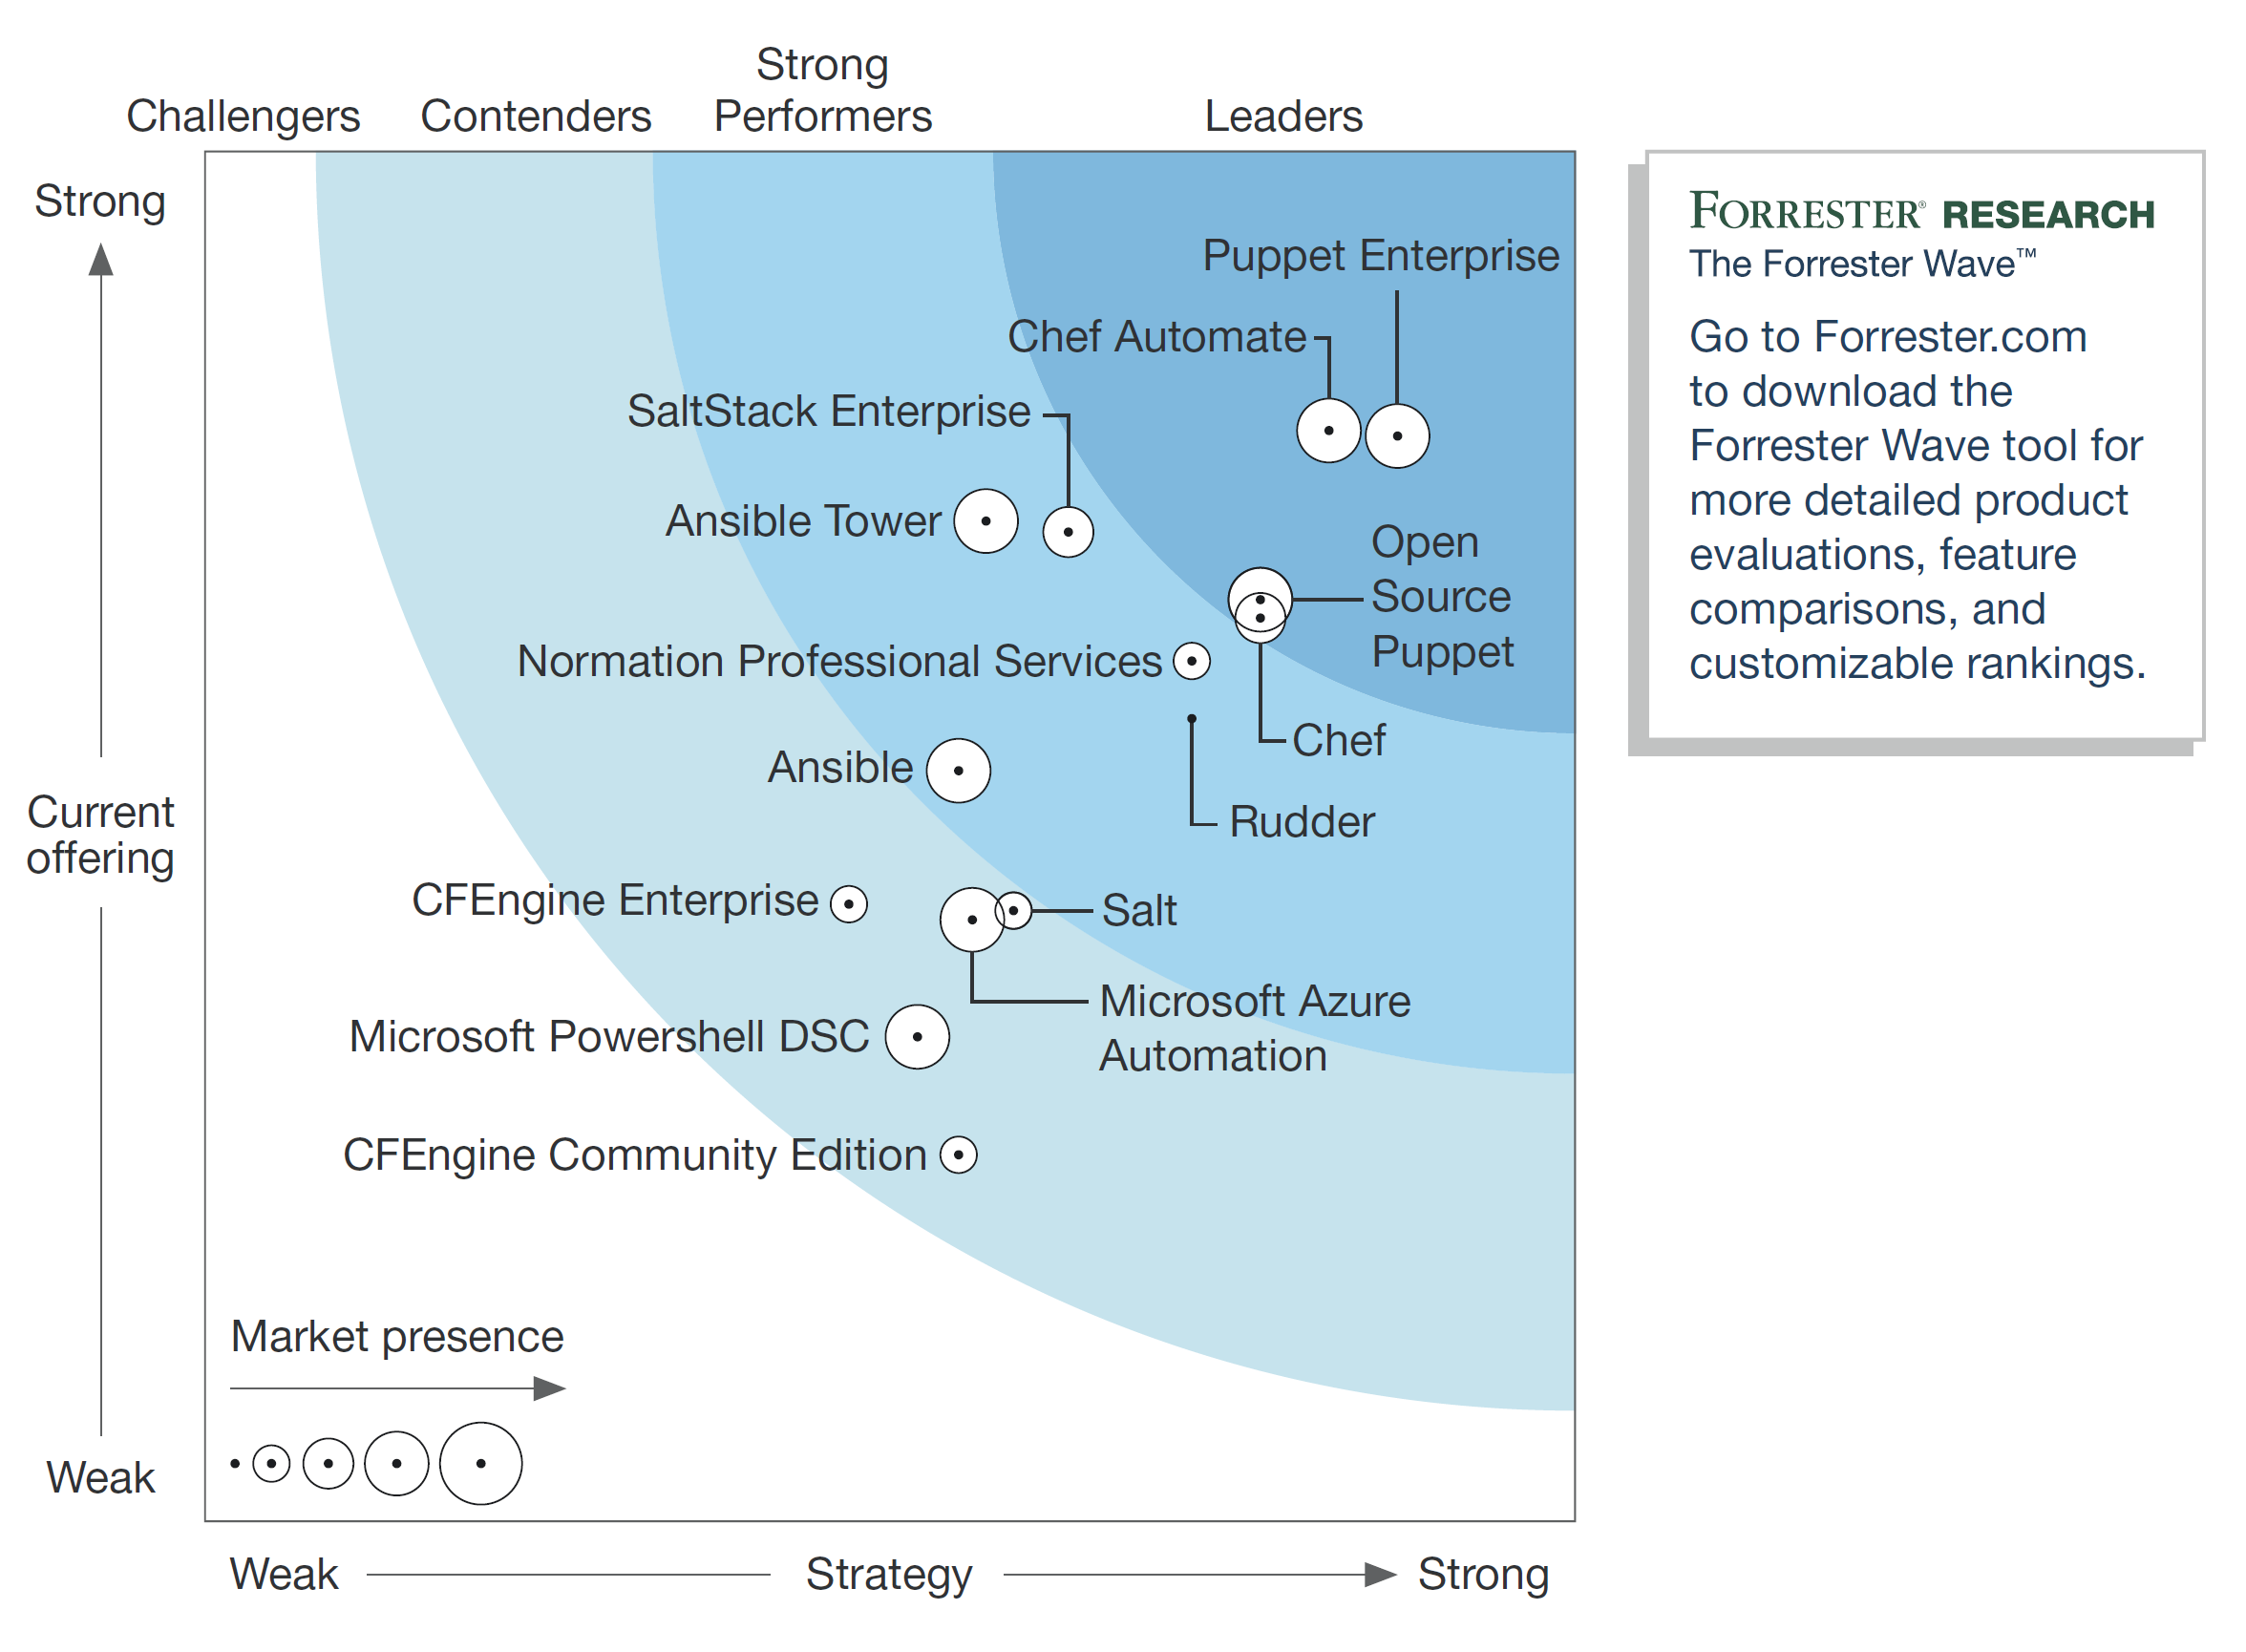 Strong
Performers
Challengers
Contenders
Leaders
Strong
Current
offering
Weak
Puppet Enterprise
Chef Automate
SaltStack Enterprise
Ansible Tower
Open
Source
Puppet
Normation Professional Services
Chef
Ansible
Rudder
CFEngine Enterprise
Salt
Microsoft Azure
Automation
Microsoft Powershell DSC
CFEngine Community Edition
Market presence
Weak
Strategy
Strong
FORRESTER® RESEARCH
The Forrester Wave™
Go to Forrester.com
to download the
Forrester Wave tool for
more detailed product
evaluations, feature
comparisons, and
customizable rankings.